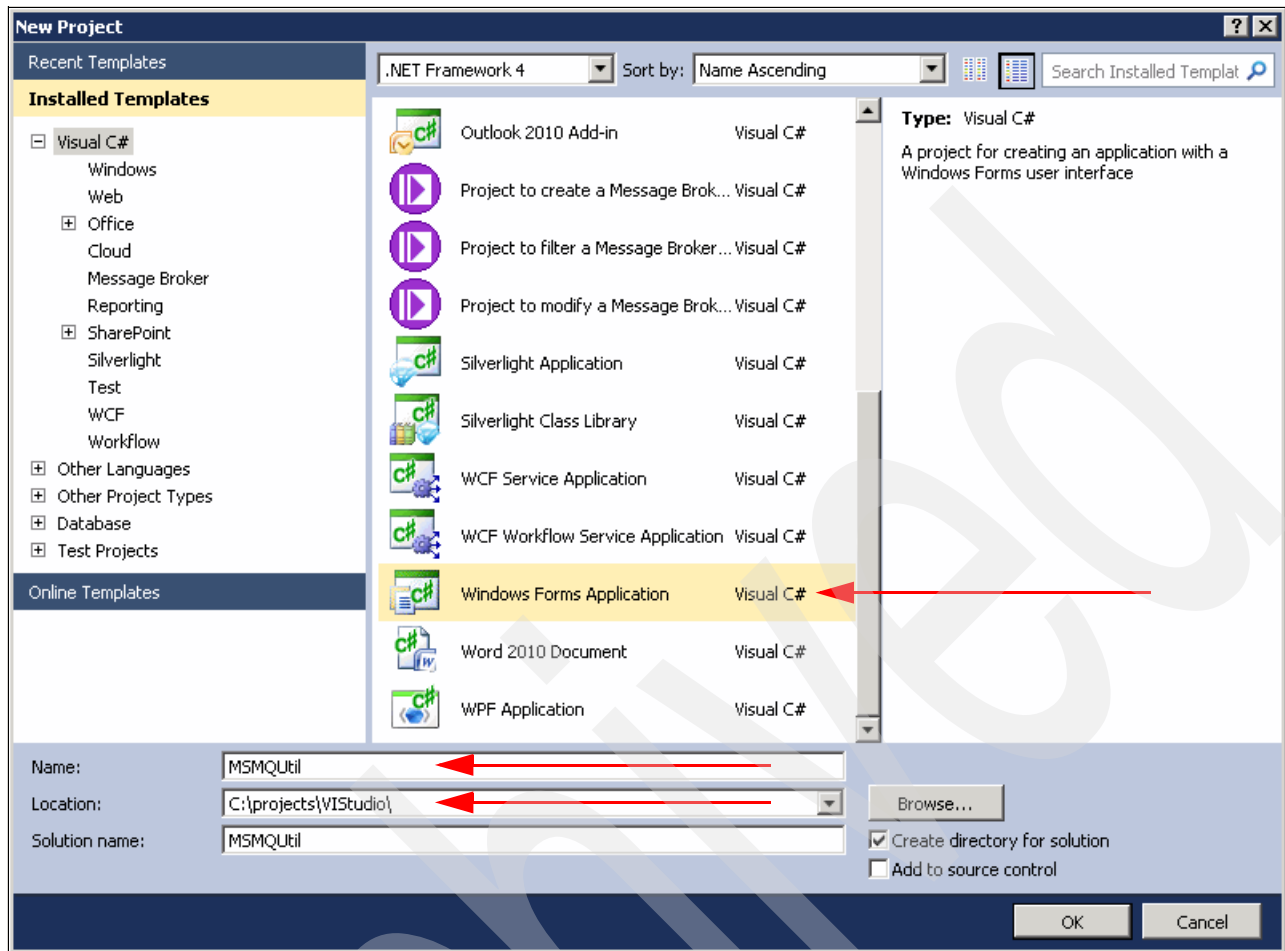 New Project
Recent Templates
.NET Framework 4 Sort by: Name Ascending Search Installed Templat
Installed Templates
Visual C#
Windows
Web
Office
Cloud
Message Broker
Reporting
SharePoint
Silverlight
Test
WCF
Workflow
Other Languages
Other Project Types
Database
Test Projects
Online Templates
Outlook 2010 Add-in Visual C#
Project to create a Message Brok... Visual C#
Project to filter a Message Broker... Visual C#
Project to modify a Message Brok... Visual C#
Silverlight Application Visual C#
Silverlight Class Library Visual C#
WCF Service Application Visual C#
WCF Workflow Service Application Visual C#
Windows Forms Application Visual C#
Word 2010 Document Visual C#
WPF Application Visual C#
Type: Visual C#
A project for creating an application with a
Windows Forms user interface
Name: MSMQUtil
Location: C:\projects\VIStudio\ Browse...
Solution name: MSMQUtil
Create directory for solution
Add to source control
OK Cancel